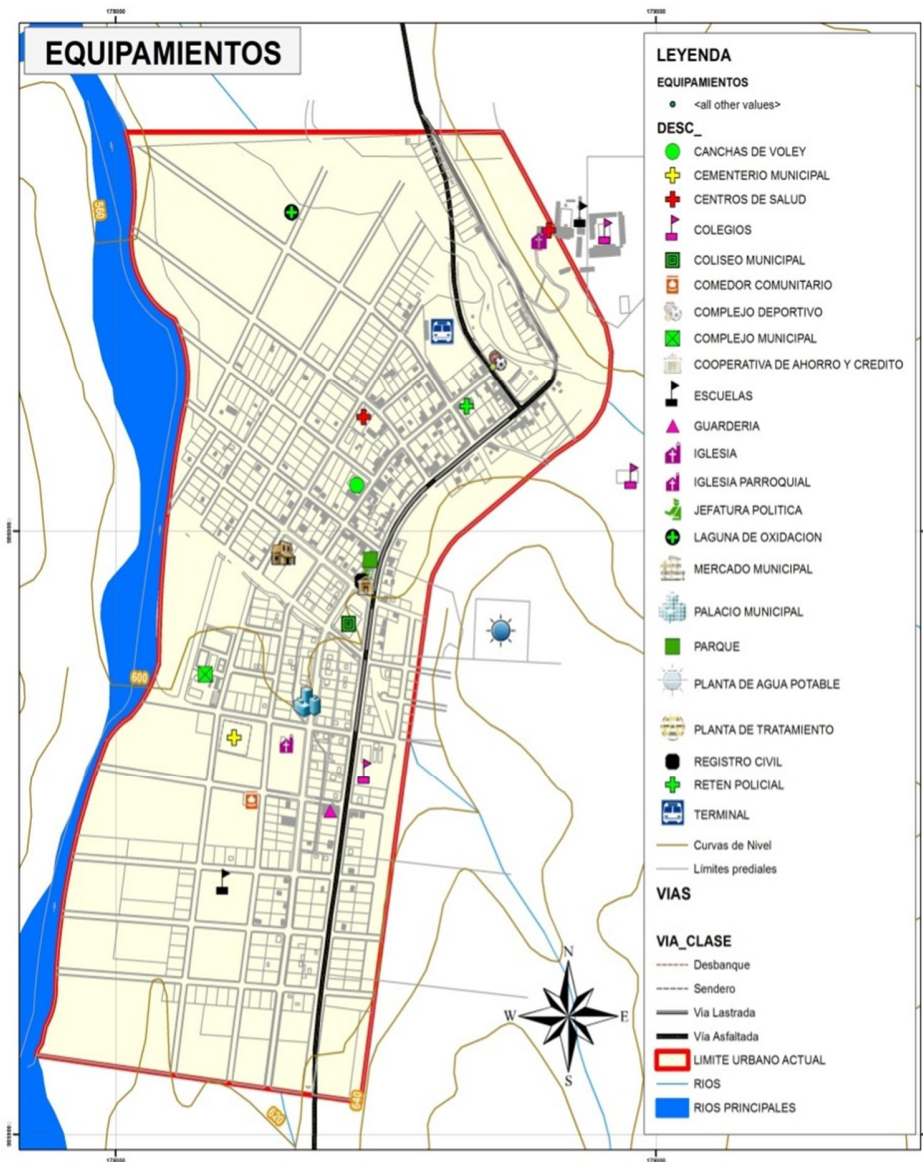 EQUIPAMIENTOS
LEYENDA
EQUIPAMIENTOS
<all other values>
DESC_
CANCHAS DE VOLEY
CEMENTERIO MUNICIPAL
CENTROS DE SALUD
COLEGIOS
COLISEO MUNICIPAL
COMEDOR COMUNITARIO
COMPLEJO DEPORTIVO
COMPLEJO MUNICIPAL
COOPERATIVA DE AHORRO Y CREDITO
ESCUELAS
GUARDERIA
IGLESIA
IGLESIA PARROQUIAL
JEFATURA POLITICA
LAGUNA DE OXIDACION
MERCADO MUNICIPAL
PALACIO MUNICIPAL
PARQUE
PLANTA DE AGUA POTABLE
PLANTA DE TRATAMIENTO
REGISTRO CIVIL
RETEN POLICIAL
TERMINAL
Curvas de Nivel
Límites prediales
VIAS
VIA_CLASE
Desbanque
Sendero
Via Lastrada
Vía Asfaltada
LIMITE URBANO ACTUAL
RIOS
RIOS PRINCIPALES
560
600
620
640
N
W
E
S